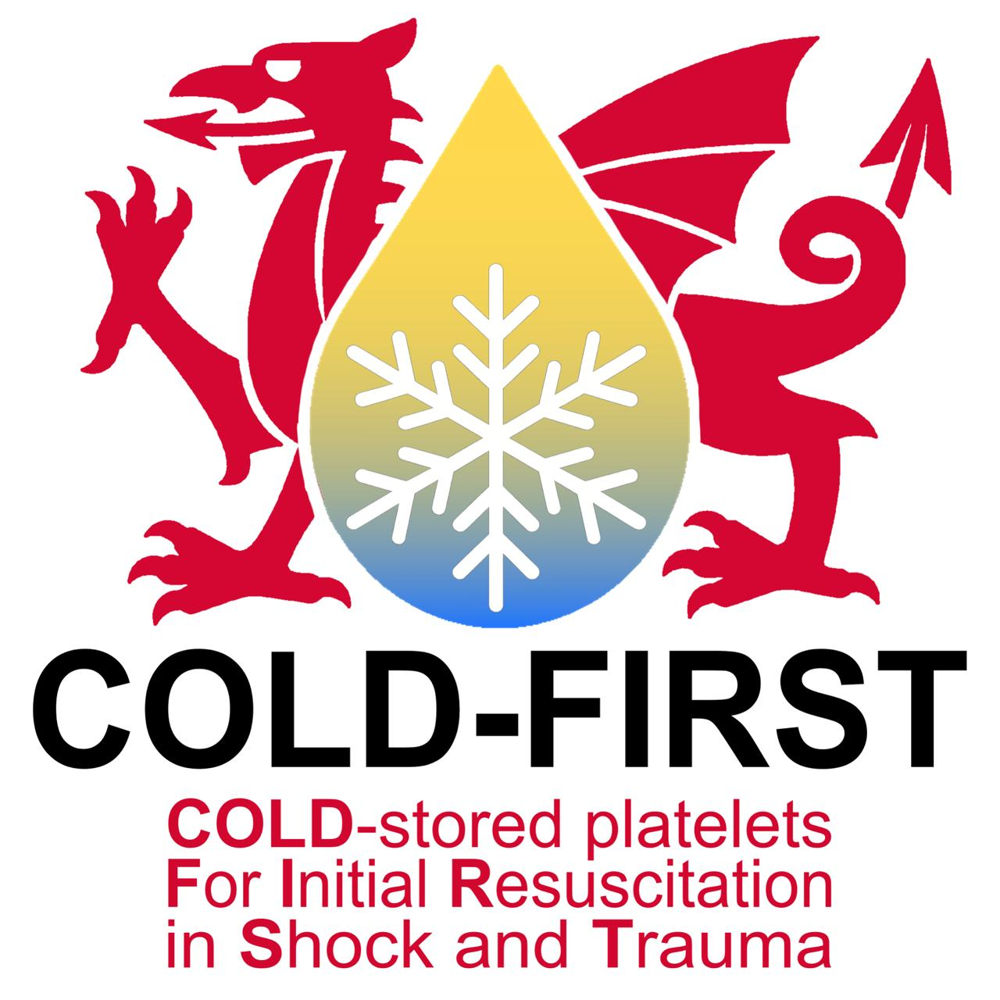 COLD-FIRST
COLD-stored platelets
For Initial Resuscitation
in Shock and Trauma